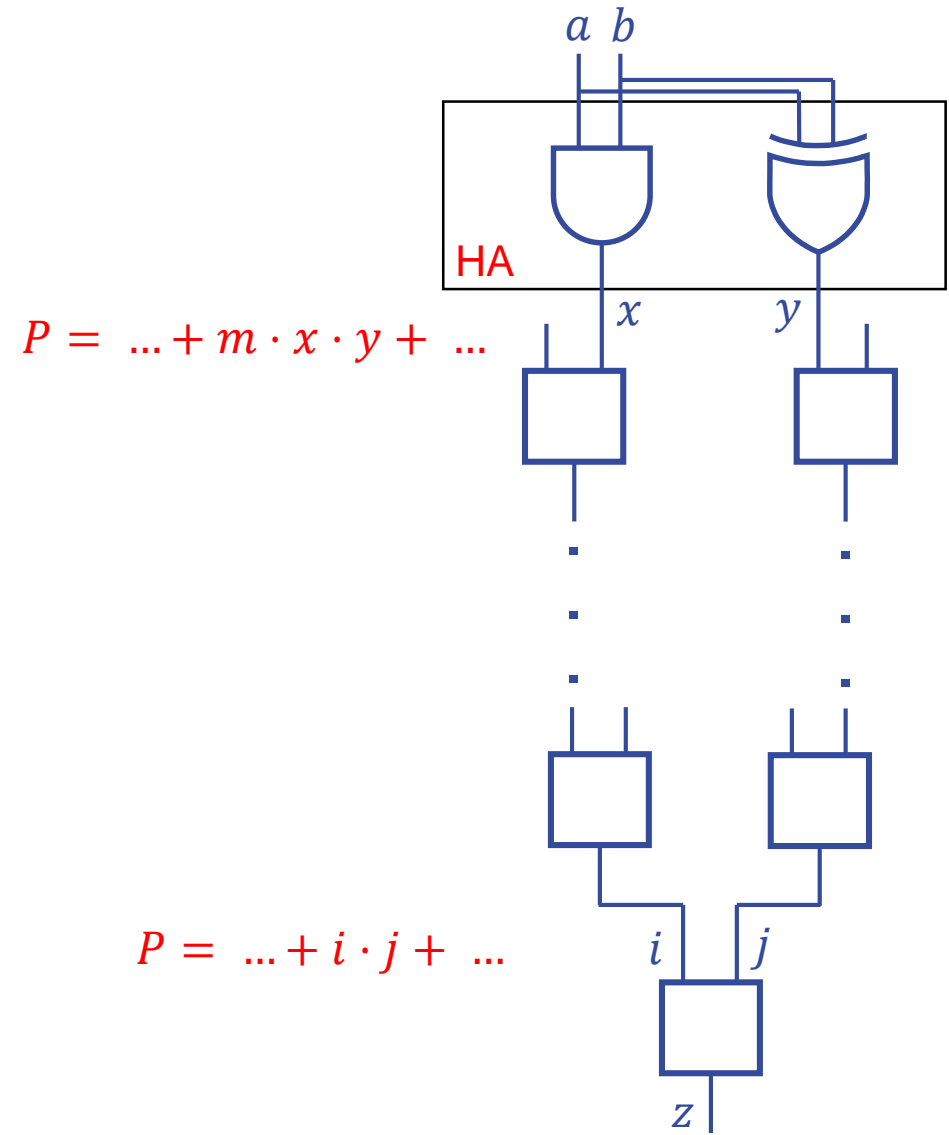 a b
HA
x y
P = ... + m · x · y + ...
P = ... + i · j + ...
i j
z